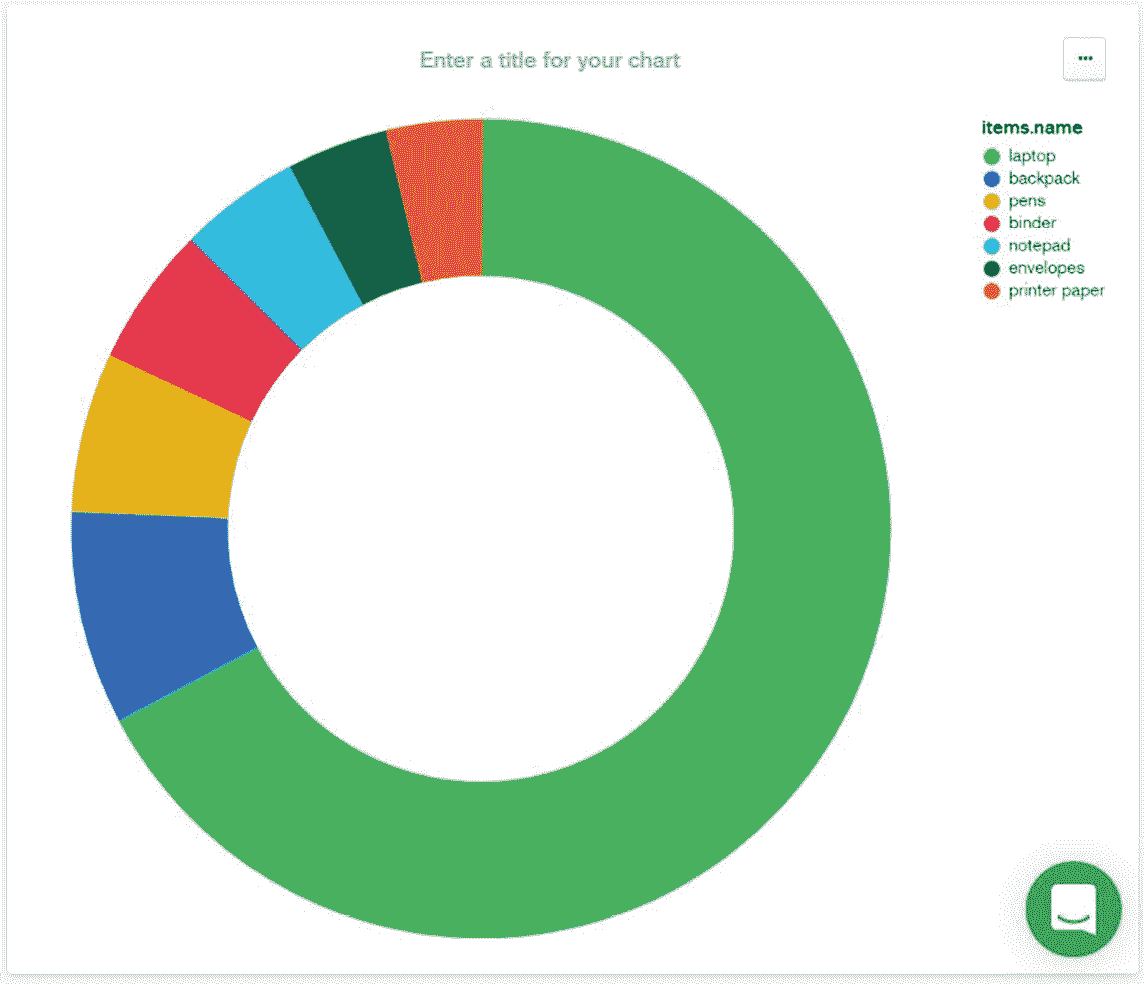 Enter a title for your chart
...
items.name
laptop
backpack
pens
binder
notepad
envelopes
printer paper